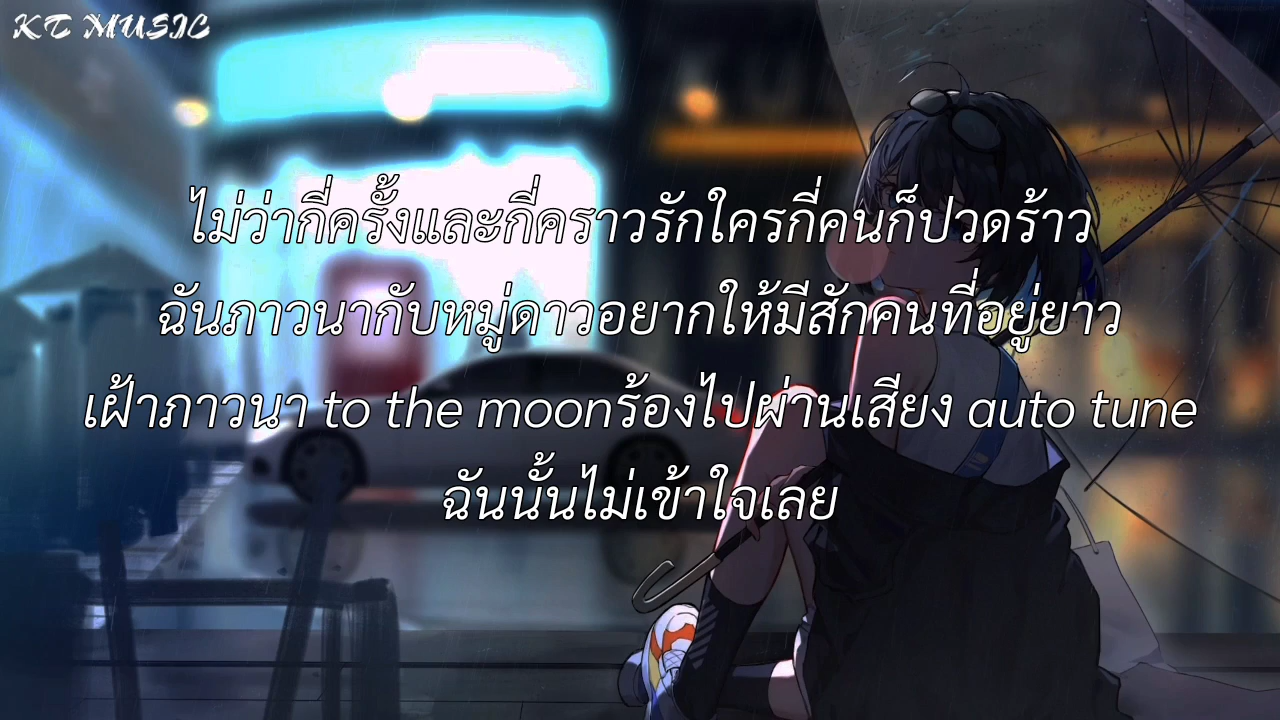 KT MUSIC
ไม่ว่ากี่ครั้งและกี่คราวรักใครกี่คนก็ปวดร้าว
ฉันภาวนากับหมู่ดาวอยากให้มีสักคนที่อยู่ยาว
เฝ้าภาวนา to the moonร้องไปผ่านเสียง auto tune
ฉันนั้นไม่เข้าใจเลย